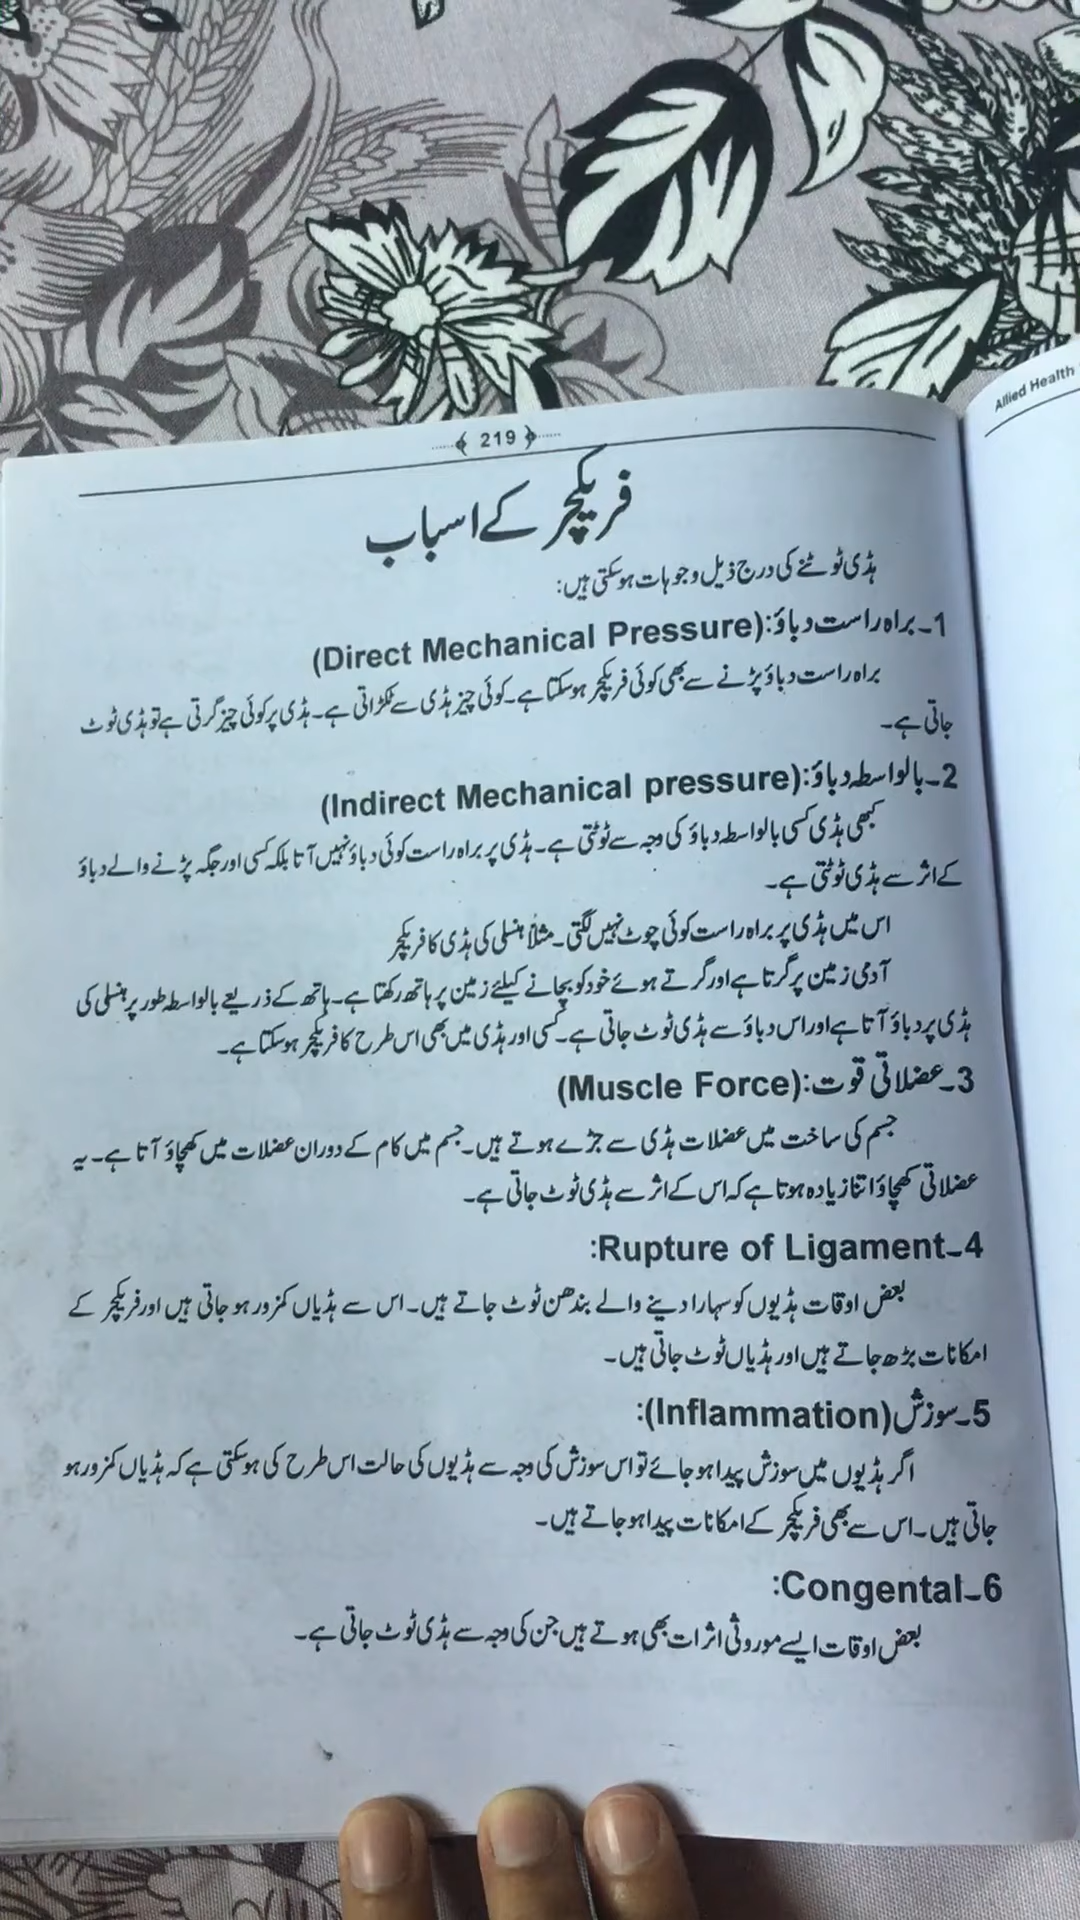 219
Allied Health
فریکچر کے اسباب
ہڈی ٹوٹنے کی درج ذیل وجوہات ہوسکتی ہیں:
1۔براہ راست دباؤ:(Direct Mechanical Pressure)
براہ راست دباؤ پڑنے سے بھی کوئی فریکچر ہوسکتا ہے۔کوئی چیز ہڈی سے ٹکراتی ہے۔ہڈی پر کوئی چیز گرتی ہے تو ہڈی ٹوٹ
جاتی ہے۔
2۔بالواسطہ دباؤ:(Indirect Mechanical pressure)
کبھی ہڈی کسی بالواسطہ دباؤ کی وجہ سے ٹوٹتی ہے۔ہڈی پر براہ راست کوئی دباؤ نہیں آتا بلکہ کسی اور جگہ پڑنے والے دباؤ
کے اثر سے ہڈی ٹوٹتی ہے۔
اس میں ہڈی پر براہ راست کوئی چوٹ نہیں لگتی۔مثلاً ہنسلی کی ہڈی کا فریکچر
آدمی زمین پر گرتا ہے اور گرتے ہوئے خود کو بچانے کیلئے زمین پر ہاتھ رکھتا ہے۔ہاتھ کے ذریعے بالواسطہ طور پر ہنسلی کی
ہڈی پر دباؤ آتا ہے اور اس دباؤ سے ہڈی ٹوٹ جاتی ہے۔کسی اور ہڈی میں بھی اس طرح کا فریکچر ہوسکتا ہے۔
3۔عضلاتی قوت:(Muscle Force)
جسم کی ساخت میں عضلات ہڈی سے جڑے ہوتے ہیں۔جسم میں کام کے دوران عضلات میں کھچاؤ آتا ہے۔یہ
عضلاتی کھچاؤ اتنا زیادہ ہوتا ہے کہ اس کے اثر سے ہڈی ٹوٹ جاتی ہے۔
4۔Rupture of Ligament:
بعض اوقات ہڈیوں کو سہارا دینے والے بندھن ٹوٹ جاتے ہیں۔اس سے ہڈیاں کمزور ہو جاتی ہیں اور فریکچر کے
امکانات بڑھ جاتے ہیں اور ہڈیاں ٹوٹ جاتی ہیں۔
5۔سوزش(Inflammation):
اگر ہڈیوں میں سوزش پیدا ہو جائے تو اس سوزش کی وجہ سے ہڈیوں کی حالت اس طرح کی ہوسکتی ہے کہ ہڈیاں کمزور ہو
جاتی ہیں۔اس سے بھی فریکچر کے امکانات پیدا ہو جاتے ہیں۔
6۔Congental:
بعض اوقات ایسے موروثی اثرات بھی ہوتے ہیں جن کی وجہ سے ہڈی ٹوٹ جاتی ہے۔